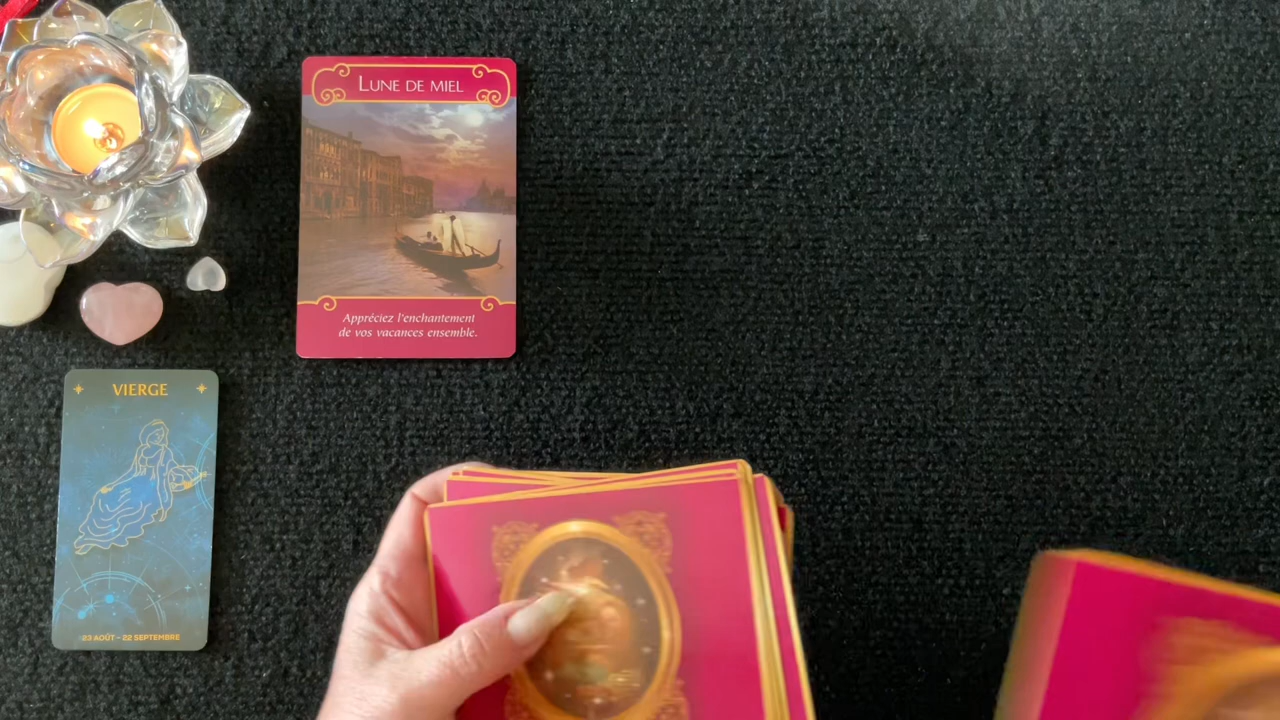 LUNE DE MIEL
Appréciez l'enchantement
de vos vacances ensemble.
VIERGE
23 AOÛT - 22 SEPTEMBRE